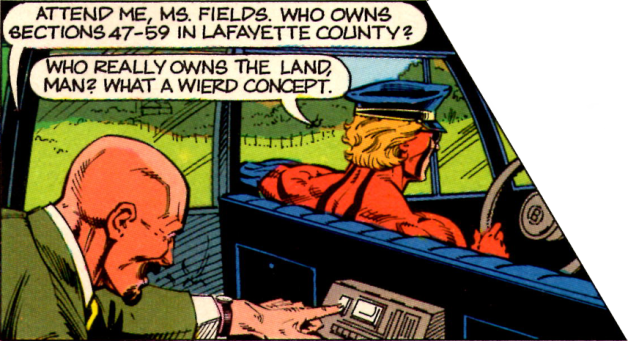 ATTEND ME, MS. FIELDS. WHO OWNS
SECTIONS 47-59 IN LAFAYETTE COUNTY?
WHO REALLY OWNS THE LAND,
MAN? WHAT A WIERD CONCEPT.